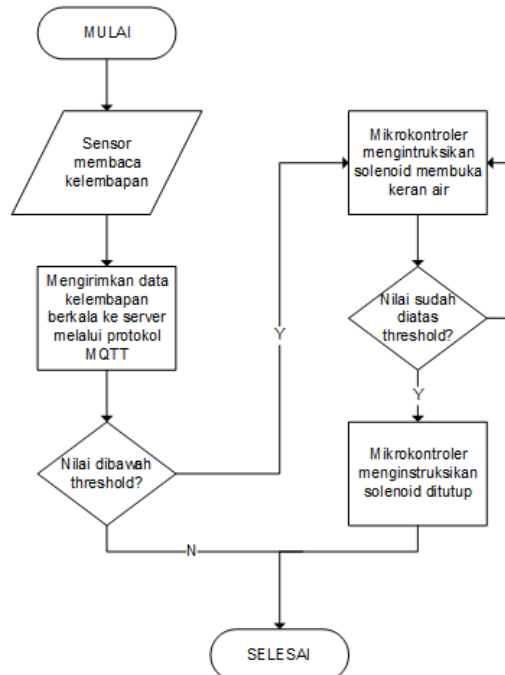 MULAI
Sensor
membaca
kelembapan
Mengirimkan data
kelembapan
berkala ke server
melalui protokol
MQTT
Nilai dibawah
threshold?
Y
N
Mikrokontroler
mengintruksikan
solenoid membuka
keran air
Nilai sudah
diatas
threshold?
Y
Mikrokontroler
menginstruksikan
solenoid ditutup
SELESAI